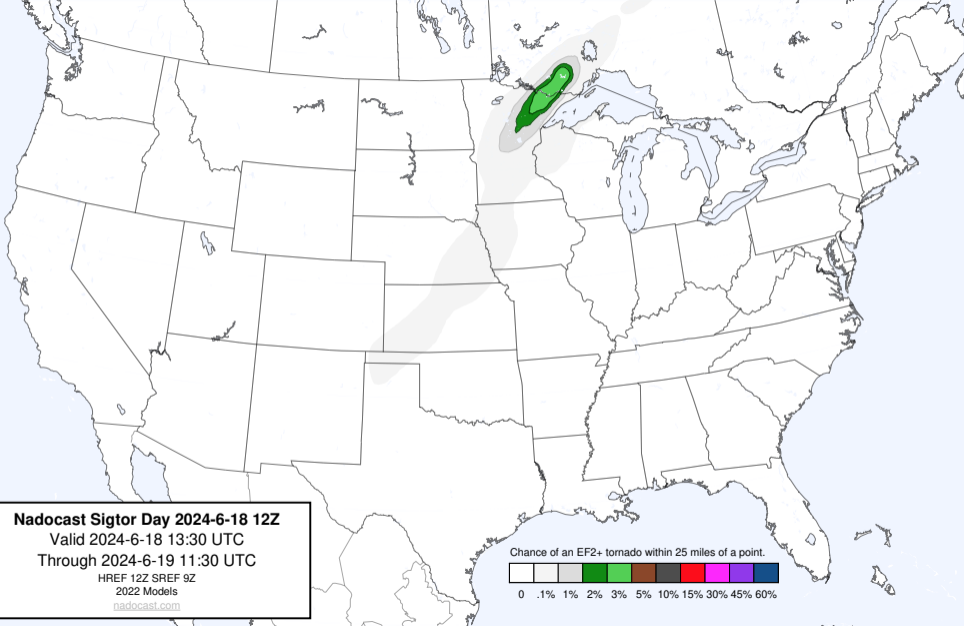 Nadocast Sigtor Day 2024-6-18 12Z
Valid 2024-6-18 13:30 UTC
Through 2024-6-19 11:30 UTC
HREF 12Z SREF 9Z
2022 Models
nadocast.com
Chance of an EF2+ tornado within 25 miles of a point.
0 .1% 1% 2% 3% 5% 10% 15% 30% 45% 60%